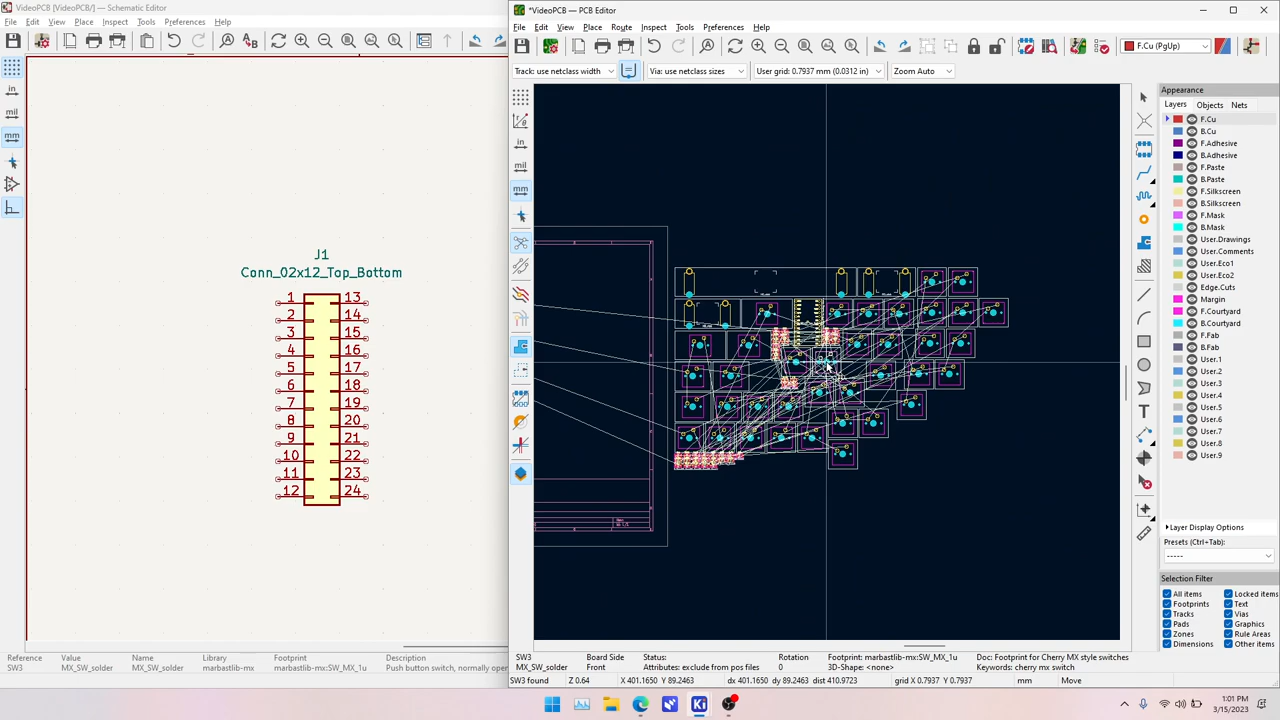 VideoPCB [VideoPCB/] — Schematic Editor
File Edit View Place Inspect Tools Preferences Help
in
mil
mm
J1
Conn_02x12_Top_Bottom
1 13
2 14
3 15
4 16
5 17
6 18
7 19
8 20
9 21
10 22
11 23
12 24
Reference Value Name Library Footprint Description
SW3 MX_SW_solder MX_SW_solder marbastlib-mx marbastlib-mx:SW_MX_1u Push button switch, normally open
*VideoPCB — PCB Editor
File Edit View Place Route Inspect Tools Preferences Help
F.Cu (PgUp)
Track: use netclass width Via: use netclass sizes User grid: 0.7937 mm (0.0312 in) Zoom Auto
in
mil
mm
Appearance
Layers Objects Nets
F.Cu
B.Cu
F.Adhesive
B.Adhesive
F.Paste
B.Paste
F.Silkscreen
B.Silkscreen
F.Mask
B.Mask
User.Drawings
User.Comments
User.Eco1
User.Eco2
Edge.Cuts
Margin
F.Courtyard
B.Courtyard
F.Fab
B.Fab
User.1
User.2
User.3
User.4
User.5
User.6
User.7
User.8
User.9
Layer Display Options
Presets (Ctrl+Tab):
-----
Selection Filter
All items Locked items
Footprints Text
Tracks Vias
Pads Graphics
Zones Rule Areas
Dimensions Other items
SW3 Board Side Status: Rotation Footprint: marbastlib-mx:SW_MX_1u Doc: Footprint for Cherry MX style switches
MX_SW_solder Front Attributes: exclude from pos files 0 3D-Shape: <none> Keywords: cherry mx switch
SW3 found Z 0.64 X 401.1650 Y 89.2463 dx 401.1650 dy 89.2463 dist 410.9723 grid X 0.7937 Y 0.7937 mm Move
Ki
1:01 PM
3/15/2023